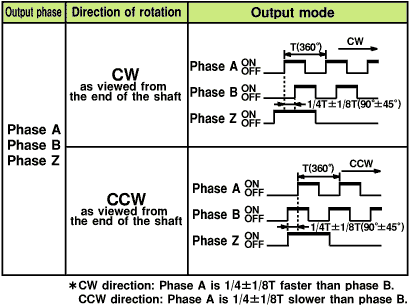 Output phase
Direction of rotation
Output mode
Phase A
Phase B
Phase Z
CW
as viewed from
the end of the shaft
T(360°)
CW
Phase A ON
OFF
Phase B ON
OFF
1/4T±1/8T(90°±45°)
Phase Z ON
OFF
CCW
as viewed from
the end of the shaft
T(360°)
CCW
Phase A ON
OFF
Phase B ON
OFF
1/4T±1/8T(90°±45°)
Phase Z ON
OFF
*CW direction: Phase A is 1/4±1/8T faster than phase B.
CCW direction: Phase A is 1/4±1/8T slower than phase B.